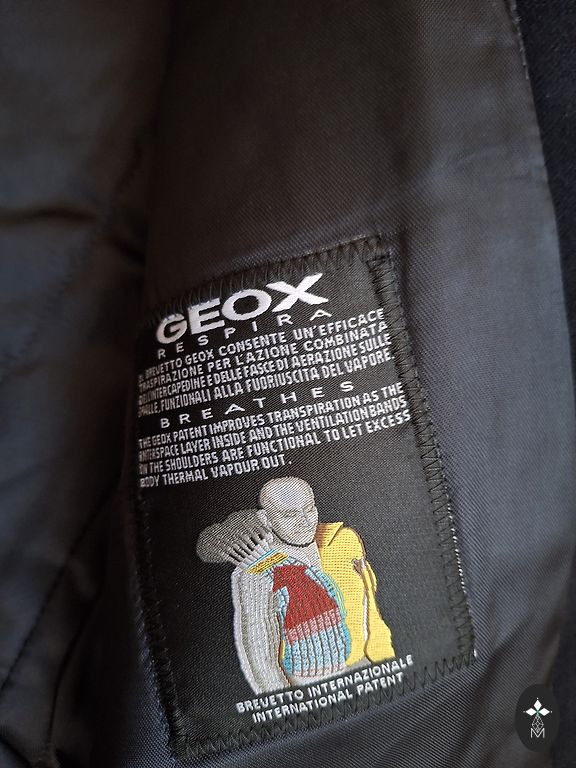 GEOX
RESPIRA
IL BREVETTO GEOX CONSENTE UN'EFFICACE
TRASPIRAZIONE PER L'AZIONE COMBINATA
DELL'INTERCAPEDINE E DELLE FASCE DI AERAZIONE SULLE
SPALLE, FUNZIONALI ALLA FUORIUSCITA DEL VAPORE.
BREATHES
THE GEOX PATENT IMPROVES TRANSPIRATION AS THE
INTERSPACE LAYER INSIDE AND THE VENTILATION BANDS
ON THE SHOULDERS ARE FUNCTIONAL TO LET EXCESS
BODY THERMAL VAPOUR OUT.
BREVETTO INTERNAZIONALE
INTERNATIONAL PATENT
M